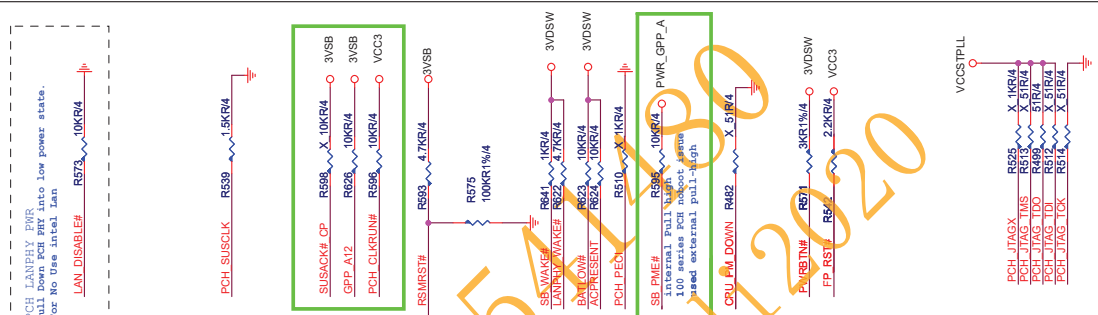 'CH LANPHY PWR
ull Down PCH PHY into low power state.
or No Use intel Lan
LAN_DISABLE# R573 10KR/4
PCH_SUSCLK R539 1.5KR/4
SUSACK#_CP R598 X_10KR/4 3VSB
GPP_A12 R626 10KR/4 3VSB
PCH_CLKRUN# R596 10KR/4 VCC3
RSMRST# R593 4.7KR/4 3VSB
R575
100KR1%/4
SB_WAKE# R641 1KR/4 3VDSW
LANPHY_WAKE# R622 4.7KR/4
BATLOW# R623 10KR/4 3VDSW
ACPRESENT R624 10KR/4
PCH_PECI R510 X_1KR/4
SB_PME# R595 10KR/4 PWR_GPP_A
internal Pull high
100 series PCH noboot issue
used external pull-high
CPU_PM_DOWN R482 X_51R/4
PWRBTN# R571 3KR1%/4 3VDSW
FP_RST# R542 2.2KR/4 VCC3
VCCSTPLL
PCH_JTAGX R525 X_1KR/4
PCH_JTAG_TMS R513 X_51R/4
PCH_JTAG_TDO R499 51R/4
PCH_JTAG_TDI R512 X_51R/4
PCH_JTAG_TCK R514 X_51R/4
541480
112020